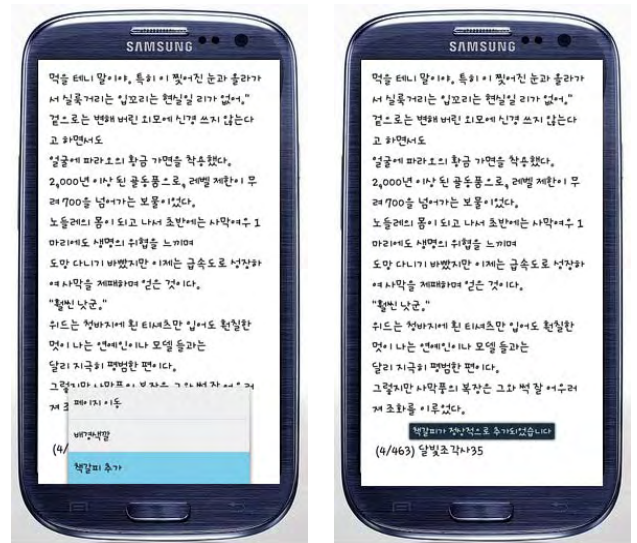 SAMSUNG
먹을 테니 말이야. 특히 이 찢어진 눈과 올라가
서 실룩거리는 입꼬리는 현실일 리가 없어."
겉으로는 변해 버린 외모에 신경 쓰지 않는다
고 하면서도
얼굴에 파라오의 황금 가면을 착용했다.
2,000년 이상 된 골동품으로, 레벨 제한이 무
려 700을 넘어가는 보물이었다.
노들레의 몸이 되고 나서 초반에는 사막여우 1
마리에도 생명의 위협을 느끼며
도망 다니기 바빴지만 이제는 급속도로 성장하
여 사막을 제패하며 얻은 것이다.
"훨씬 낫군."
위드는 청바지에 흰 티셔츠만 입어도 훤칠한
멋이 나는 연예인이나 모델 들과는
달리 지극히 평범한 편이다.
그렇지만 사막풍의 복장은 그와 썩 잘 어우러
져 조
페이지 이동
배경색깔
(4/
책갈피 추가
SAMSUNG
먹을 테니 말이야. 특히 이 찢어진 눈과 올라가
서 실룩거리는 입꼬리는 현실일 리가 없어."
겉으로는 변해 버린 외모에 신경 쓰지 않는다
고 하면서도
얼굴에 파라오의 황금 가면을 착용했다.
2,000년 이상 된 골동품으로, 레벨 제한이 무
려 700을 넘어가는 보물이었다.
노들레의 몸이 되고 나서 초반에는 사막여우 1
마리에도 생명의 위협을 느끼며
도망 다니기 바빴지만 이제는 급속도로 성장하
여 사막을 제패하며 얻은 것이다.
"훨씬 낫군."
위드는 청바지에 흰 티셔츠만 입어도 훤칠한
멋이 나는 연예인이나 모델 들과는
달리 지극히 평범한 편이다.
그렇지만 사막풍의 복장은 그와 썩 잘 어우러
져 조화를 이루었다.
책갈피가 정상적으로 추가되었습니다
(4/463) 달빛조각사35